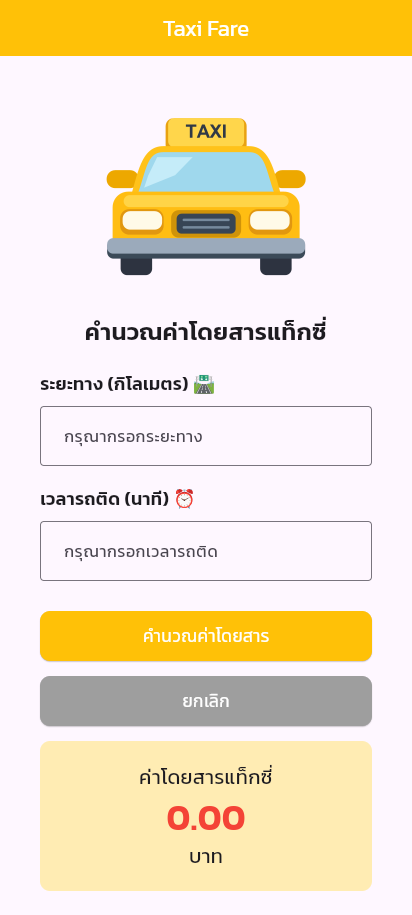 Taxi Fare
TAXI
คำนวณค่าโดยสารแท็กซี่
ระยะทาง (กิโลเมตร) 🛣️
กรุณากรอกระยะทาง
เวลารถติด (นาที) ⏰
กรุณากรอกเวลารถติด
คำนวณค่าโดยสาร
ยกเลิก
ค่าโดยสารแท็กซี่
0.00
บาท